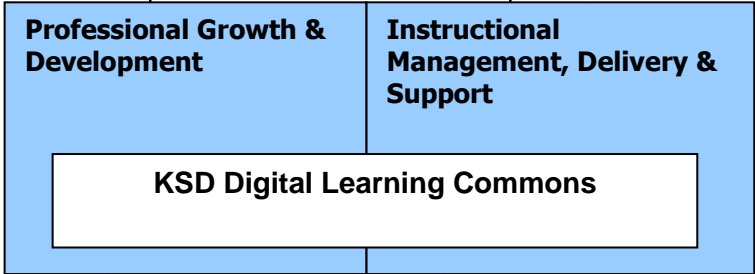 Professional Growth &
Development
Instructional
Management, Delivery &
Support
KSD Digital Learning Commons